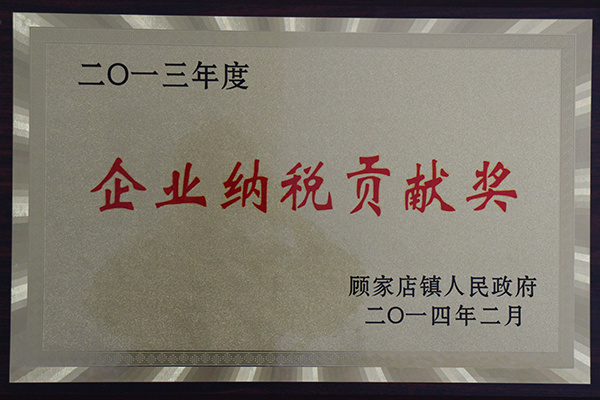 二〇一三年度
企业纳税贡献奖
顾家店镇人民政府
二〇一四年二月